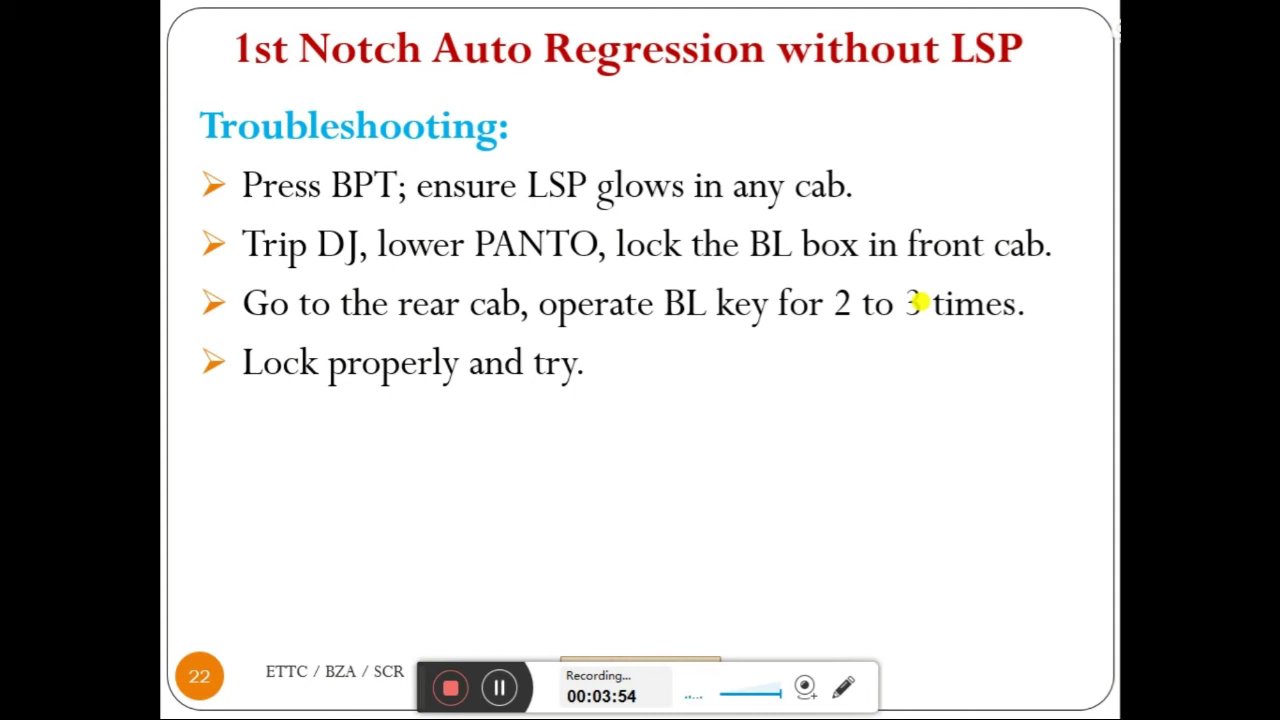 1st Notch Auto Regression without LSP
Troubleshooting:
Press BPT; ensure LSP glows in any cab.
Trip DJ, lower PANTO, lock the BL box in front cab.
Go to the rear cab, operate BL key for 2 to 3 times.
Lock properly and try.
22
ETTC / BZA / SCR
Recording...
00:03:54